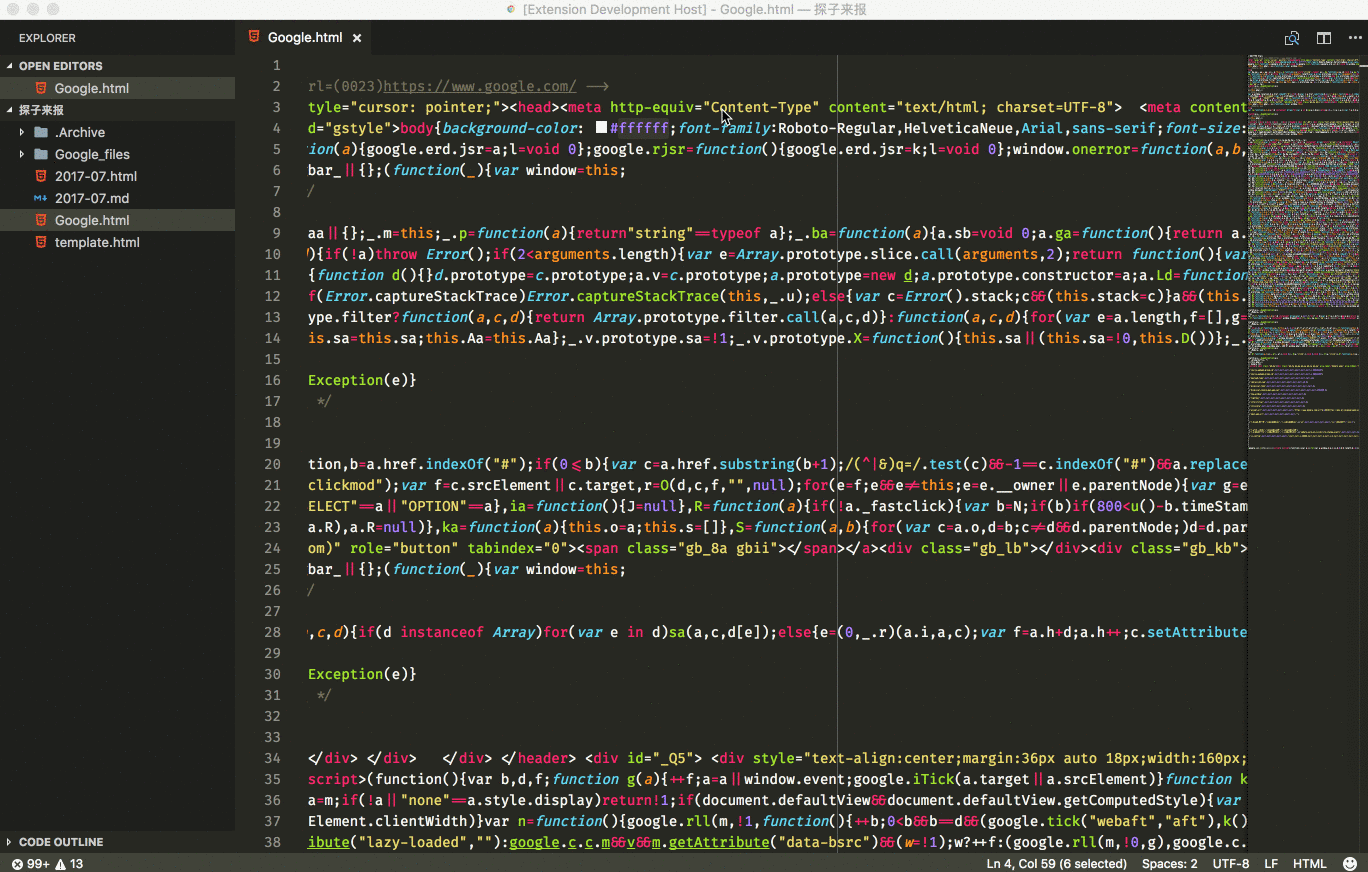 [Extension Development Host] - Google.html — 探子来报
EXPLORER
OPEN EDITORS
Google.html
探子来报
.Archive
Google_files
2017-07.html
2017-07.md
Google.html
template.html
CODE OUTLINE
Google.html ×
1
2 rl=(0023)https://www.google.com/ -->
3 tyle="cursor: pointer;"><head><meta http-equiv="Content-Type" content="text/html; charset=UTF-8">  <meta content
4 d="gstyle">body{background-color: #ffffff;font-family:Roboto-Regular,HelveticaNeue,Arial,sans-serif;font-size:
5 ion(a){google.erd.jsr=a;l=void 0};google.rjsr=function(){google.erd.jsr=k;l=void 0};window.onerror=function(a,b,
6 bar_||{};(function(_){var window=this;
7 /
8
9 aa||{};_.m=this;_.p=function(a){return"string"==typeof a};_.ba=function(a){a.sb=void 0;a.ga=function(){return a.
10 ){if(!a)throw Error();if(2<arguments.length){var e=Array.prototype.slice.call(arguments,2);return function(){var
11 {function d(){}d.prototype=c.prototype;a.v=c.prototype;a.prototype=new d;a.prototype.constructor=a;a.Ld=function
12 f(Error.captureStackTrace)Error.captureStackTrace(this,_.u);else{var c=Error().stack;c&&(this.stack=c)}a&&(this.
13 ype.filter?function(a,c,d){return Array.prototype.filter.call(a,c,d)}:function(a,c,d){for(var e=a.length,f=[],g=
14 is.sa=this.sa;this.Aa=this.Aa};_.v.prototype.sa=!1;_.v.prototype.X=function(){this.sa||(this.sa=!0,this.D())};_.
15
16 Exception(e)}
17 */
18
19
20 tion,b=a.href.indexOf("#");if(0<=b){var c=a.href.substring(b+1);/(^|&)q=/.test(c)&&-1==c.indexOf("#")&&a.replace
21 clickmod");var f=c.srcElement||c.target,r=O(d,c,f,"",null);for(e=f;e&&e!=this;e=e.__owner||e.parentNode){var g=e
22 ELECT"==a||"OPTION"==a},ia=function(){J=null},R=function(a){if(!a._fastclick){var b=N;if(b)if(800<u()-b.timeStam
23 a.R),a.R=null)},ka=function(a){this.o=a;this.s=[]},S=function(a,b){for(var c=a.o,d=b;c!=d&&d.parentNode;)d=d.par
24 om)" role="button" tabindex="0"><span class="gb_8a gbii"></span></a><div class="gb_lb"></div><div class="gb_kb">
25 bar_||{};(function(_){var window=this;
26 /
27
28 ,c,d){if(d instanceof Array)for(var e in d)sa(a,c,d[e]);else{e=(0,_.r)(a.i,a,c);var f=a.h+d;a.h++;c.setAttribute
29
30 Exception(e)}
31 */
32
33
34 </div> </div>   </div> </header> <div id="_Q5"> <div style="text-align:center;margin:36px auto 18px;width:160px;
35 script>(function(){var b,d,f;function g(a){++f;a=a||window.event;google.iTick(a.target||a.srcElement)}function k
36 a=m;if(!a||"none"==a.style.display)return!1;if(document.defaultView&&document.defaultView.getComputedStyle){var
37 Element.clientWidth)}var n=function(){google.rll(m,!1,function(){++b;0<b&&b==d&&(google.tick("webaft","aft"),k()
38 ibute("lazy-loaded",""):google.c.c.m&&v&&m.getAttribute("data-bsrc")&&(w=!1);w?++f:(google.rll(m,!0,g),google.c.
99+ 13
Ln 4, Col 59 (6 selected) Spaces: 2 UTF-8 LF HTML